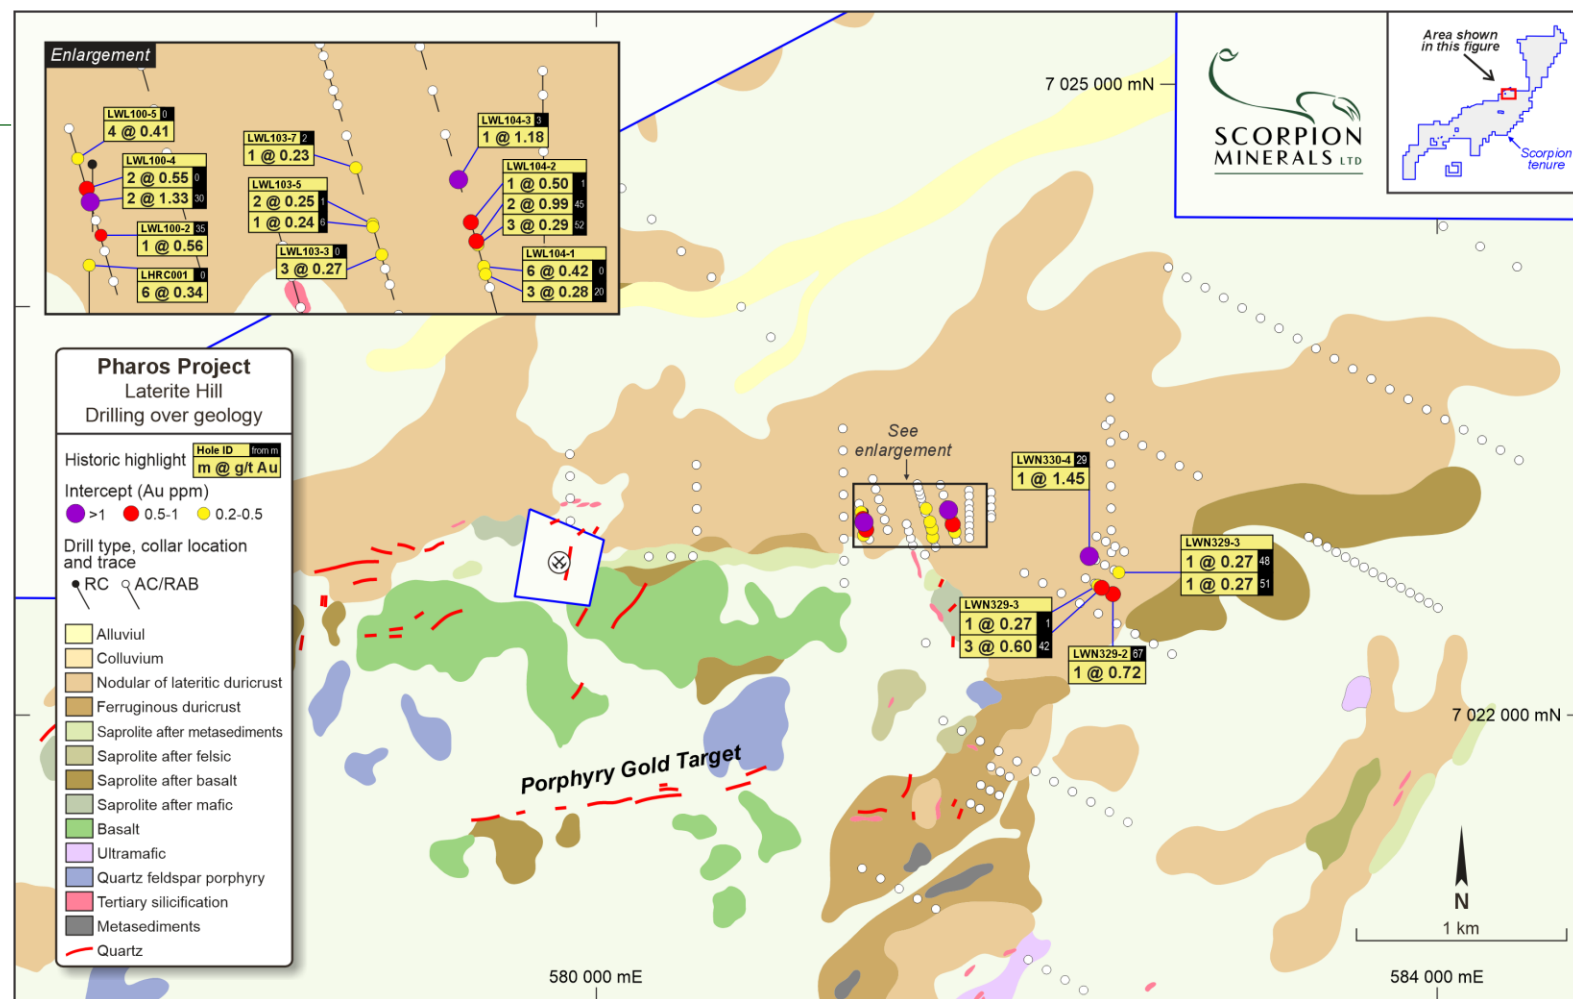 Enlargement
LWL100-5 0
4 @ 0.41
LWL100-4
2 @ 0.55 0
2 @ 1.33 30
LWL100-2 35
1 @ 0.56
LHRC001 0
6 @ 0.34
LWL103-7 2
1 @ 0.23
LWL103-5
2 @ 0.25 1
1 @ 0.24 6
LWL103-3 0
3 @ 0.27
LWL104-3 3
1 @ 1.18
LWL104-2
1 @ 0.50 1
2 @ 0.99 45
3 @ 0.29 52
LWL104-1
6 @ 0.42 0
3 @ 0.28 20
7 025 000 mN
SCORPION
MINERALS LTD
Area shown
in this figure
Scorpion
tenure
Pharos Project
Laterite Hill
Drilling over geology
Historic highlight
Hole ID from m
m @ g/t Au
Intercept (Au ppm)
>1 0.5-1 0.2-0.5
Drill type, collar location
and trace
RC AC/RAB
Alluviul
Colluvium
Nodular of lateritic duricrust
Ferruginous duricrust
Saprolite after metasediments
Saprolite after felsic
Saprolite after basalt
Saprolite after mafic
Basalt
Ultramafic
Quartz feldspar porphyry
Tertiary silicification
Metasediments
Quartz
See
enlargement
LWN330-4 29
1 @ 1.45
LWN329-3
1 @ 0.27 48
1 @ 0.27 51
LWN329-3
1 @ 0.27 1
3 @ 0.60 42
LWN329-2 67
1 @ 0.72
7 022 000 mN
Porphyry Gold Target
N
1 km
580 000 mE
584 000 mE